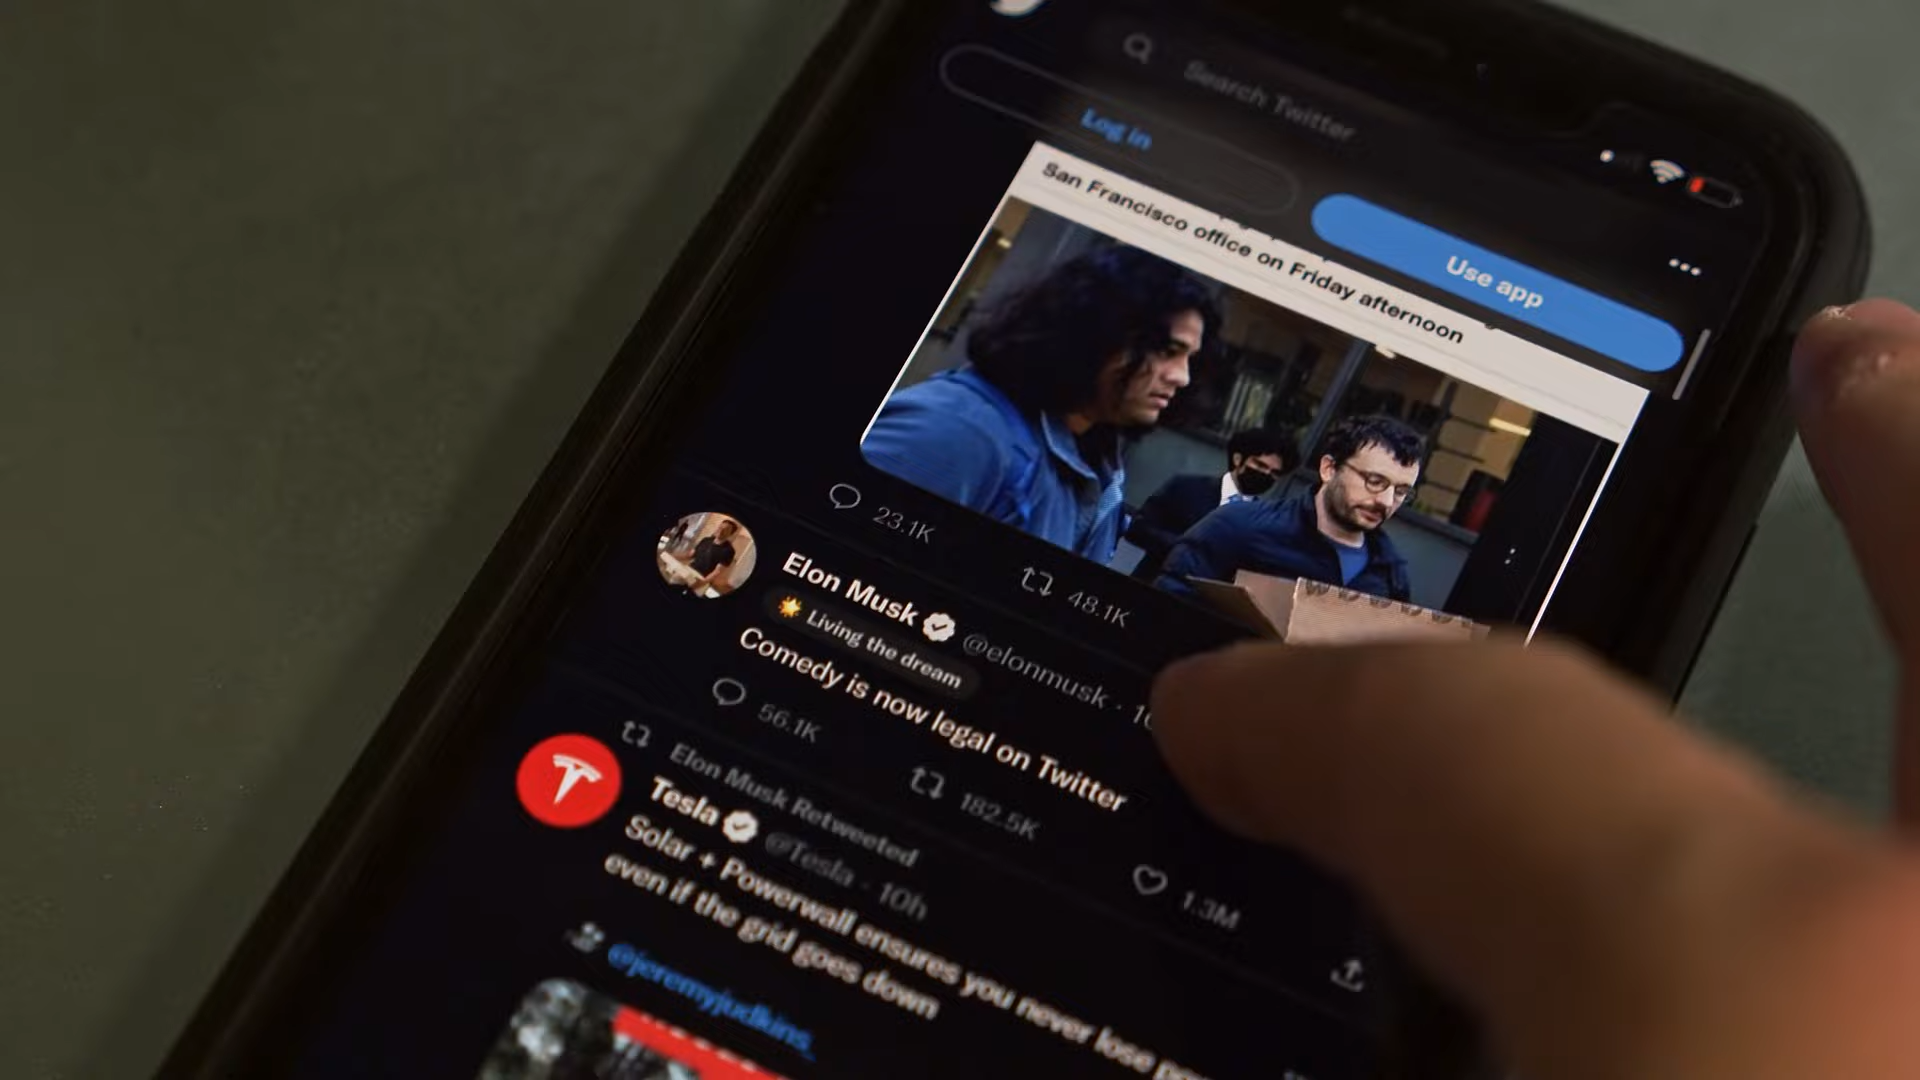 Search Twitter
Log in
Use app
San Francisco office on Friday afternoon
23.1K
48.1K
Elon Musk @elonmusk ·
Living the dream
Comedy is now legal on Twitter
56.1K
182.5K
1.3M
Elon Musk Retweeted
Tesla @Tesla · 10h
Solar + Powerwall ensures you never lose
even if the grid goes down
@jeremyjudkins_